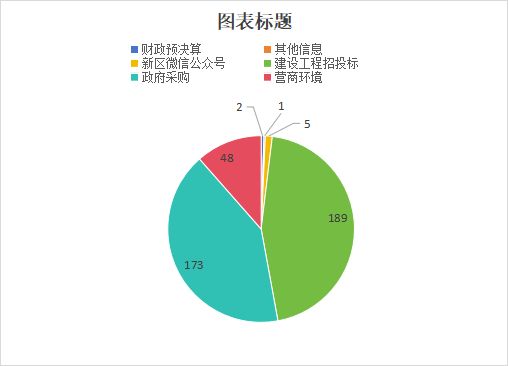 图表标题
财政预决算 其他信息
新区微信公众号 建设工程招投标
政府采购 营商环境
2 1 5
48
189
173